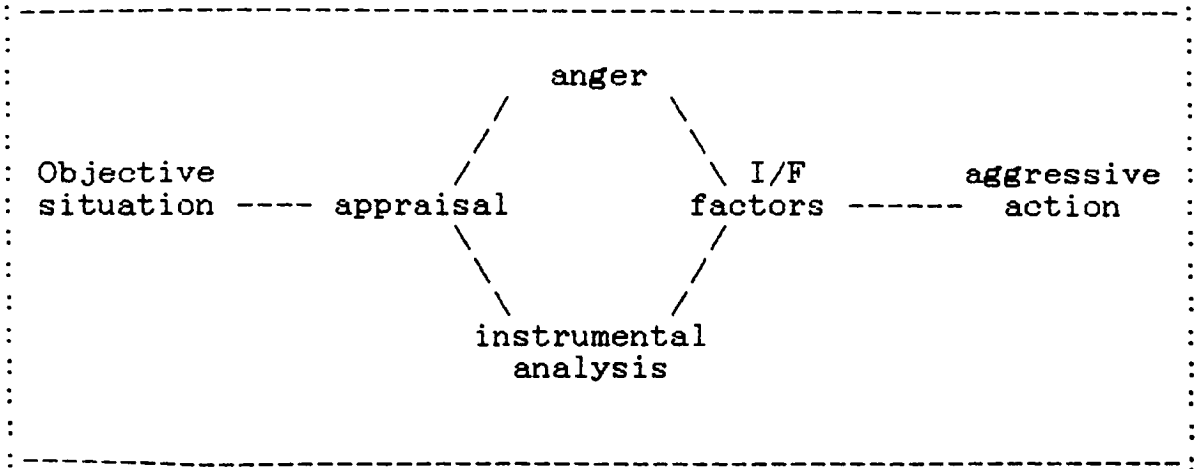 anger
Objective I/F aggressive
situation ---- appraisal factors ------ action
instrumental
analysis